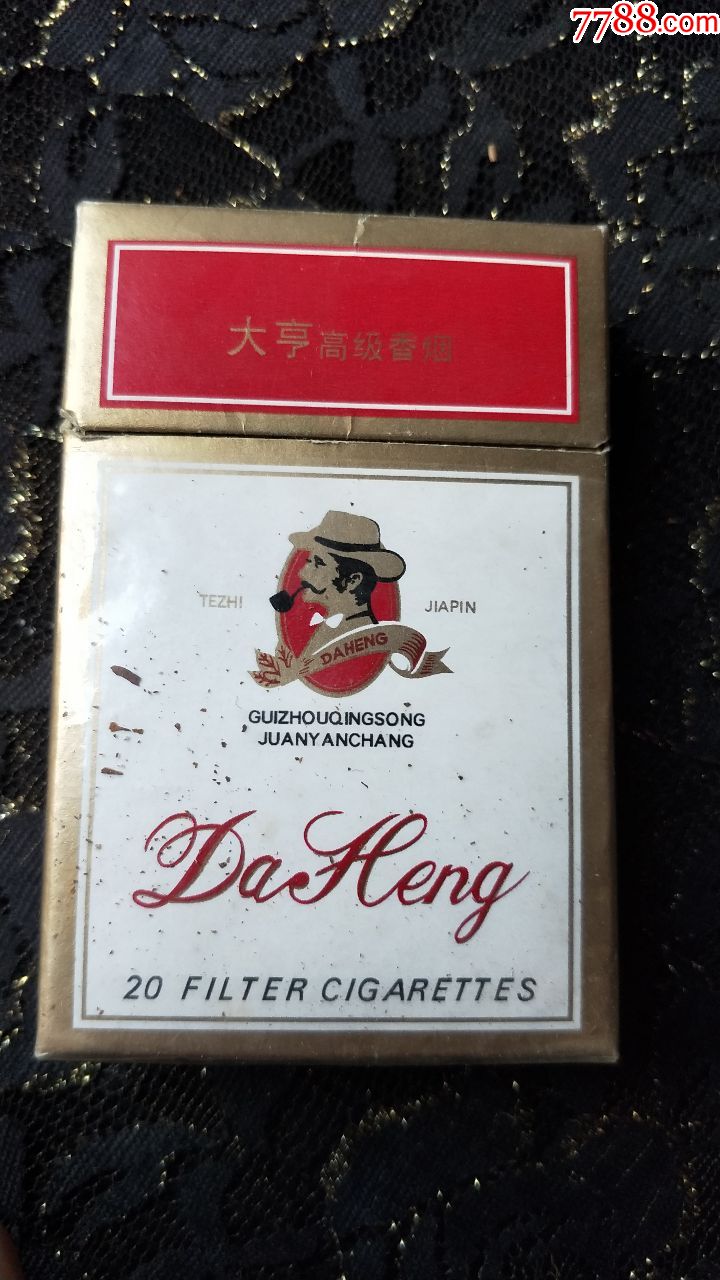 7788.com
大亨高级香烟
TEZHI JIAPIN
DAHENG
GUIZHOUQINGSONG
JUANYANCHANG
DaHeng
20 FILTER CIGARETTES